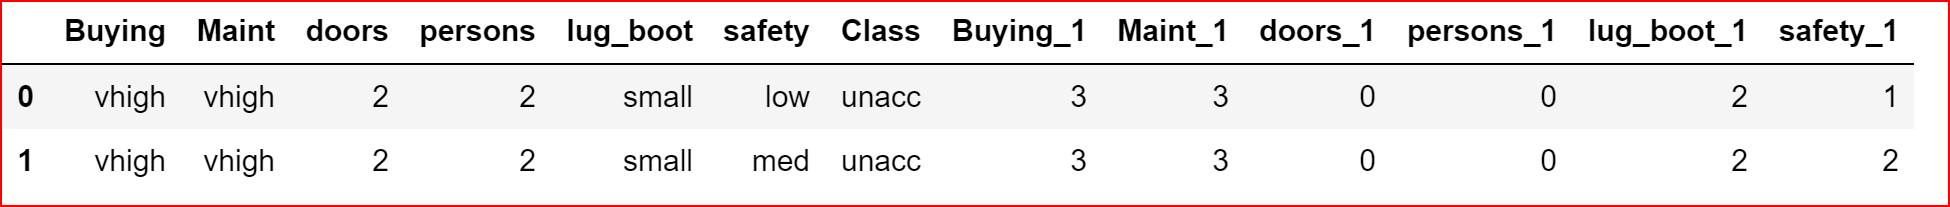 Buying Maint doors persons lug_boot safety Class Buying_1 Maint_1 doors_1 persons_1 lug_boot_1 safety_1
0 vhigh vhigh 2 2 small low unacc 3 3 0 0 2 1
1 vhigh vhigh 2 2 small med unacc 3 3 0 0 2 2